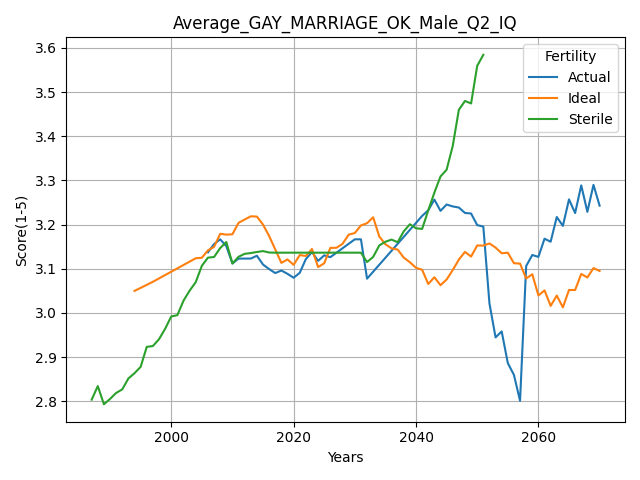 Average_GAY_MARRIAGE_OK_Male_Q2_IQ
Fertility
Actual
Ideal
Sterile
Score(1-5)
3.6
3.5
3.4
3.3
3.2
3.1
3.0
2.9
2.8
2000
2020
2040
2060
Years